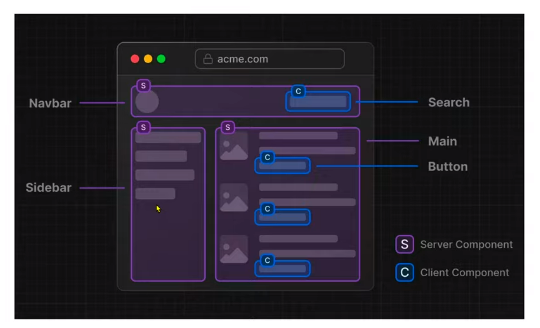 acme.com
S
Navbar
C
Search
S
S
Main
C
Button
Sidebar
C
S Server Component
C
C Client Component